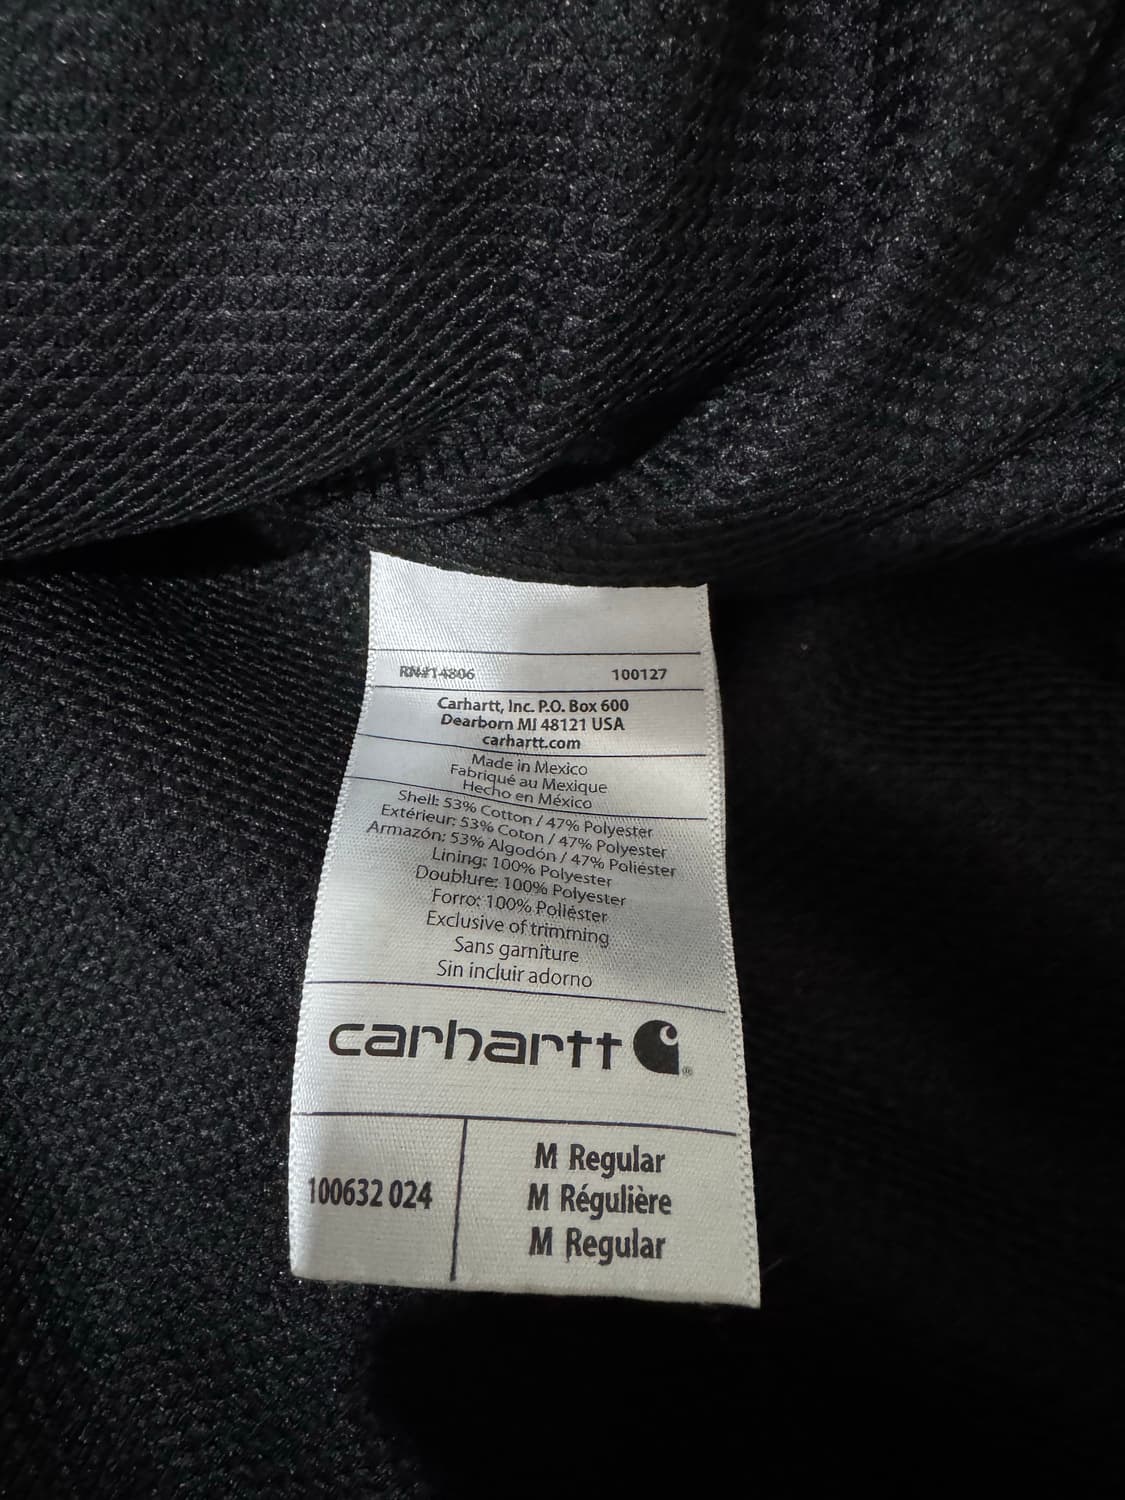 RN#14806 100127
Carhartt, Inc. P.O. Box 600
Dearborn MI 48121 USA
carhartt.com
Made in Mexico
Fabriqué au Mexique
Hecho en México
Shell: 53% Cotton / 47% Polyester
Extérieur: 53% Coton / 47% Polyester
Armazón: 53% Algodón / 47% Poliéster
Lining: 100% Polyester
Doublure: 100% Polyester
Forro: 100% Poliéster
Exclusive of trimming
Sans garniture
Sin incluir adorno
carhartt ®
100632 024
M Regular
M Régulière
M Regular